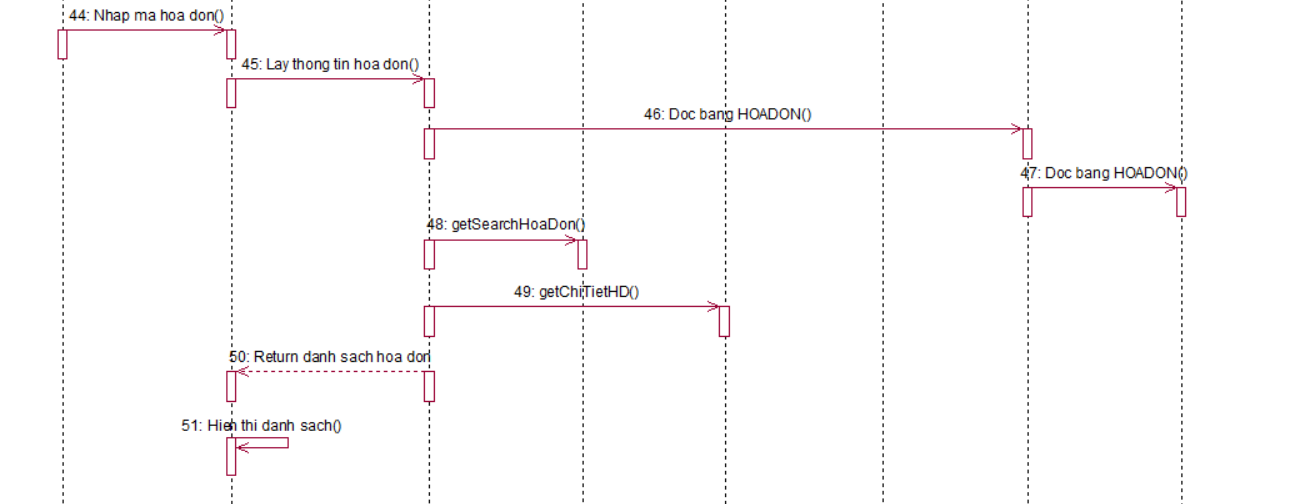 44: Nhap ma hoa don()
45: Lay thong tin hoa don()
46: Doc bang HOADON()
47: Doc bang HOADON()
48: getSearchHoaDon()
49: getChiTietHD()
50: Return danh sach hoa don
51: Hien thi danh sach()